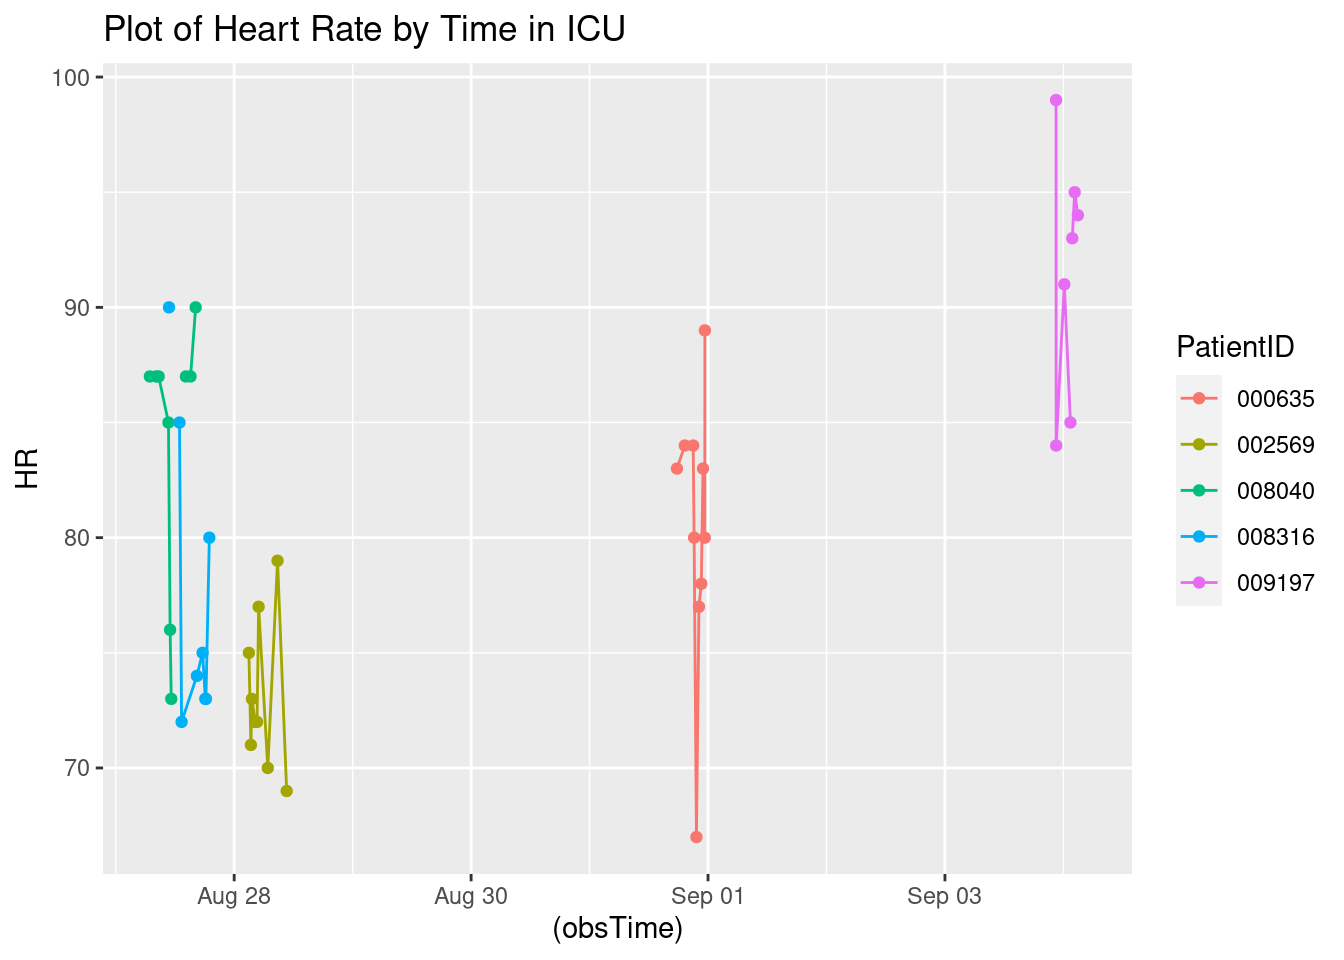 Plot of Heart Rate by Time in ICU
100
90
80
70
HR
Aug 28 Aug 30 Sep 01 Sep 03
(obsTime)
PatientID
000635
002569
008040
008316
009197